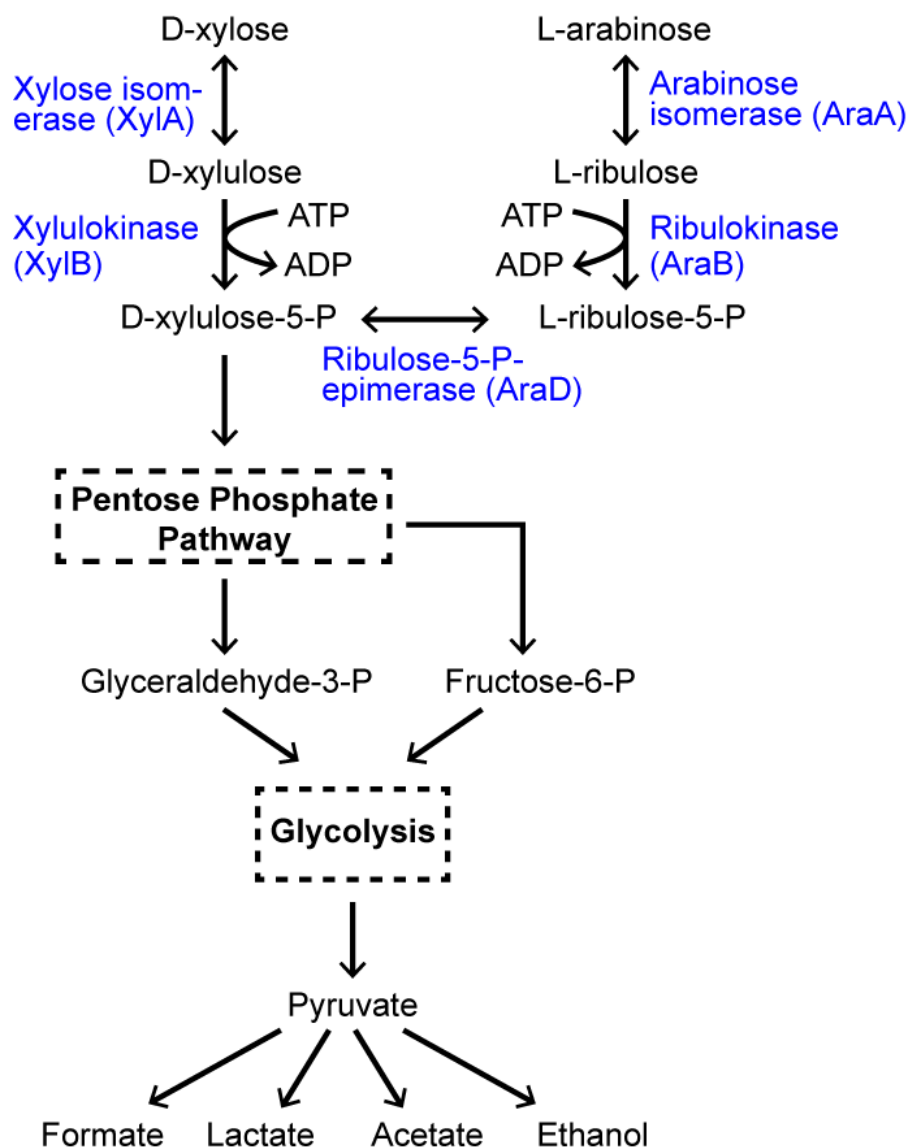 D-xylose
L-arabinose
Xylose isom-
erase (XylA)
Arabinose
isomerase (AraA)
D-xylulose
L-ribulose
Xylulokinase
(XylB)
ATP
ADP
ATP
ADP
Ribulokinase
(AraB)
D-xylulose-5-P
L-ribulose-5-P
Ribulose-5-P-
epimerase (AraD)
Pentose Phosphate
Pathway
Glyceraldehyde-3-P
Fructose-6-P
Glycolysis
Pyruvate
Formate
Lactate
Acetate
Ethanol